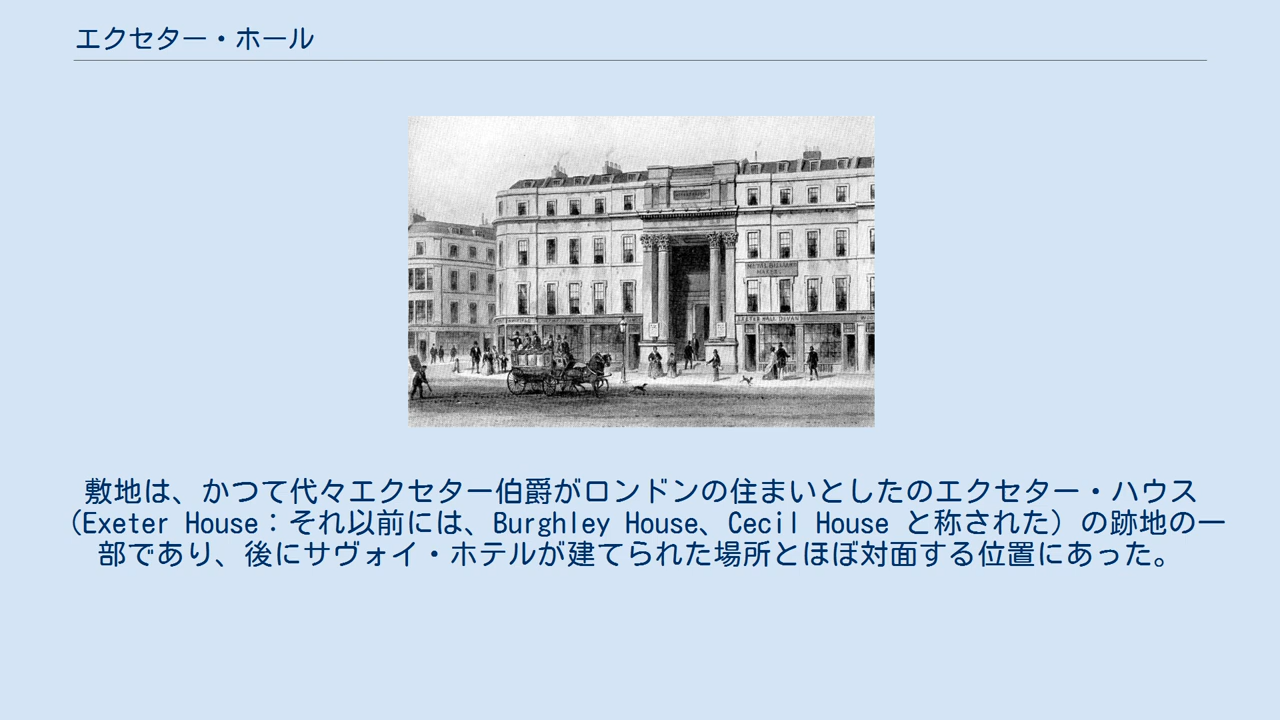 エクセター・ホール
EXETER HALL DIVAN
敷地は、かつて代々エクセター伯爵がロンドンの住まいとしたのエクセター・ハウス
（Exeter House：それ以前には、Burghley House、Cecil House と称された）の跡地の一
部であり、後にサヴォイ・ホテルが建てられた場所とほぼ対面する位置にあった。